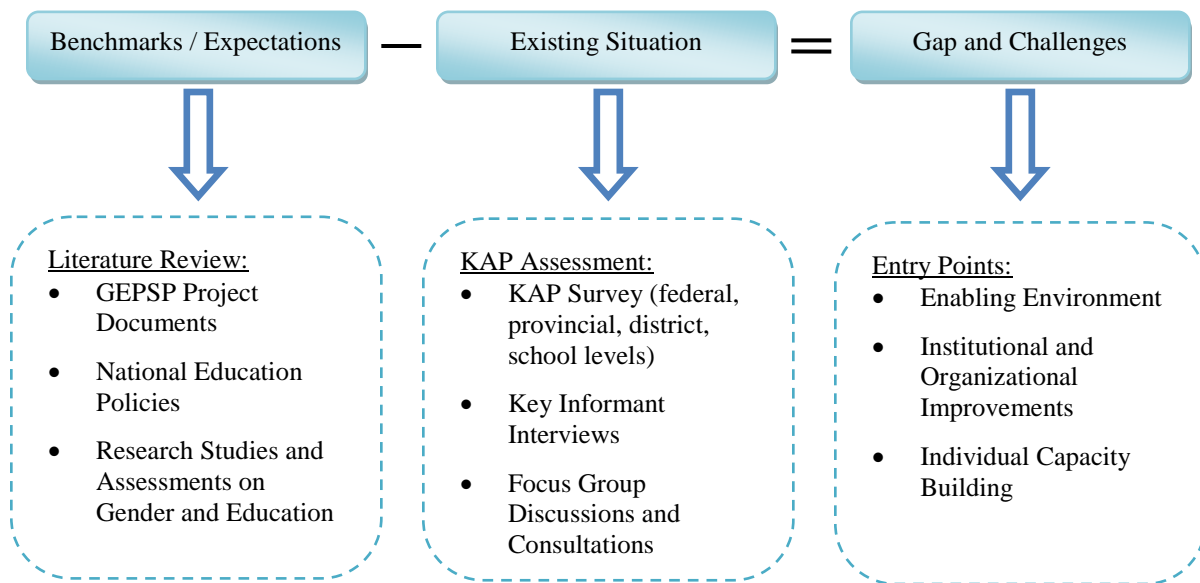 Benchmarks / Expectations
—
Existing Situation
=
Gap and Challenges
Literature Review:
• GEPSP Project
Documents
• National Education
Policies
• Research Studies and
Assessments on
Gender and Education
KAP Assessment:
• KAP Survey (federal,
provincial, district,
school levels)
• Key Informant
Interviews
• Focus Group
Discussions and
Consultations
Entry Points:
• Enabling Environment
• Institutional and
Organizational
Improvements
• Individual Capacity
Building